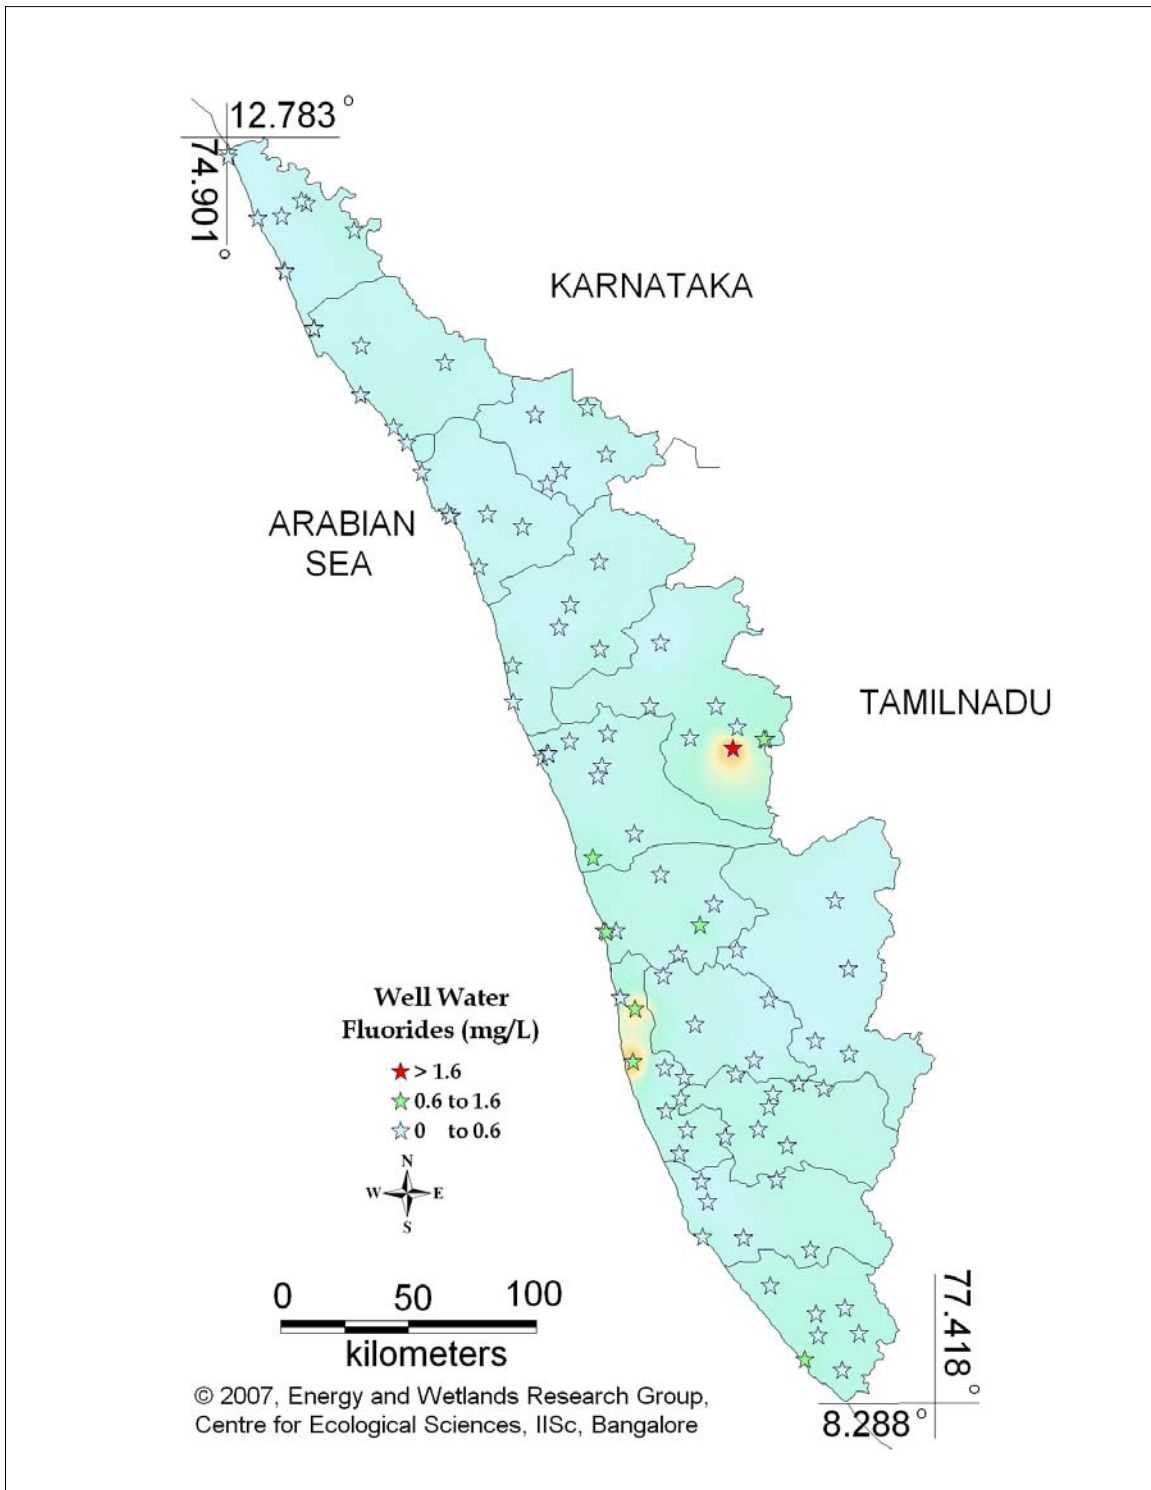 12.783 °
74.901 °
KARNATAKA
ARABIAN
SEA
TAMILNADU
Well Water
Fluorides (mg/L)
> 1.6
0.6 to 1.6
0 to 0.6
N
W E
S
0 50 100
kilometers
77.418 °
8.288 °
© 2007, Energy and Wetlands Research Group,
Centre for Ecological Sciences, IISc, Bangalore